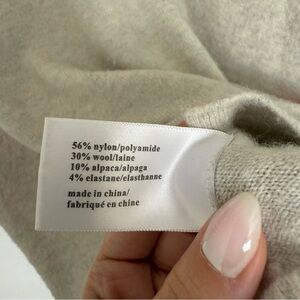 56% nylon/polyamide
30% wool/laine
10% alpaca/alpaga
4% elastane/elasthanne
made in china/
fabriqué en chine